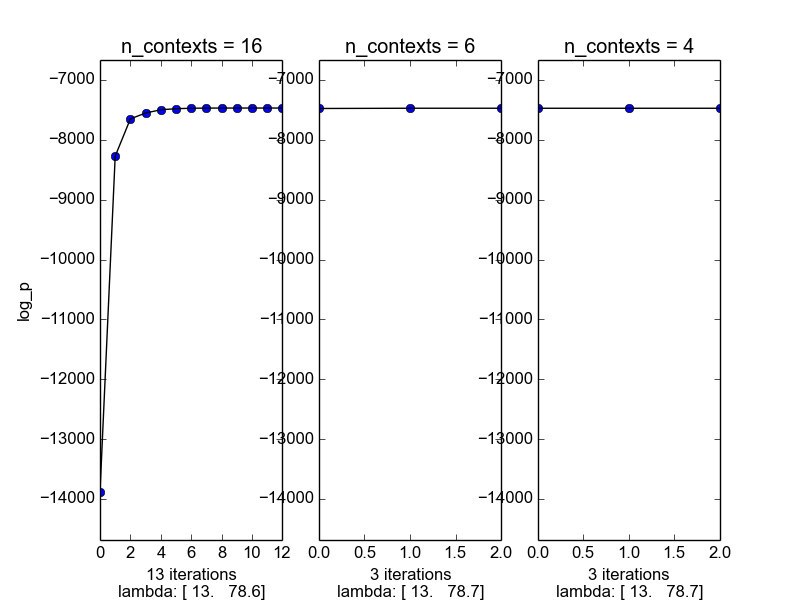 n_contexts = 16
n_contexts = 6
n_contexts = 4
log_p
−7000
−8000
−9000
−10000
−11000
−12000
−13000
−14000
0 2 4 6 8 10 12
13 iterations
lambda: [ 13.   78.6]
−7000
−8000
−9000
−10000
−11000
−12000
−13000
−14000
0.0 0.5 1.0 1.5 2.0
3 iterations
lambda: [ 13.   78.7]
−7000
−8000
−9000
−10000
−11000
−12000
−13000
−14000
0.0 0.5 1.0 1.5 2.0
3 iterations
lambda: [ 13.   78.7]